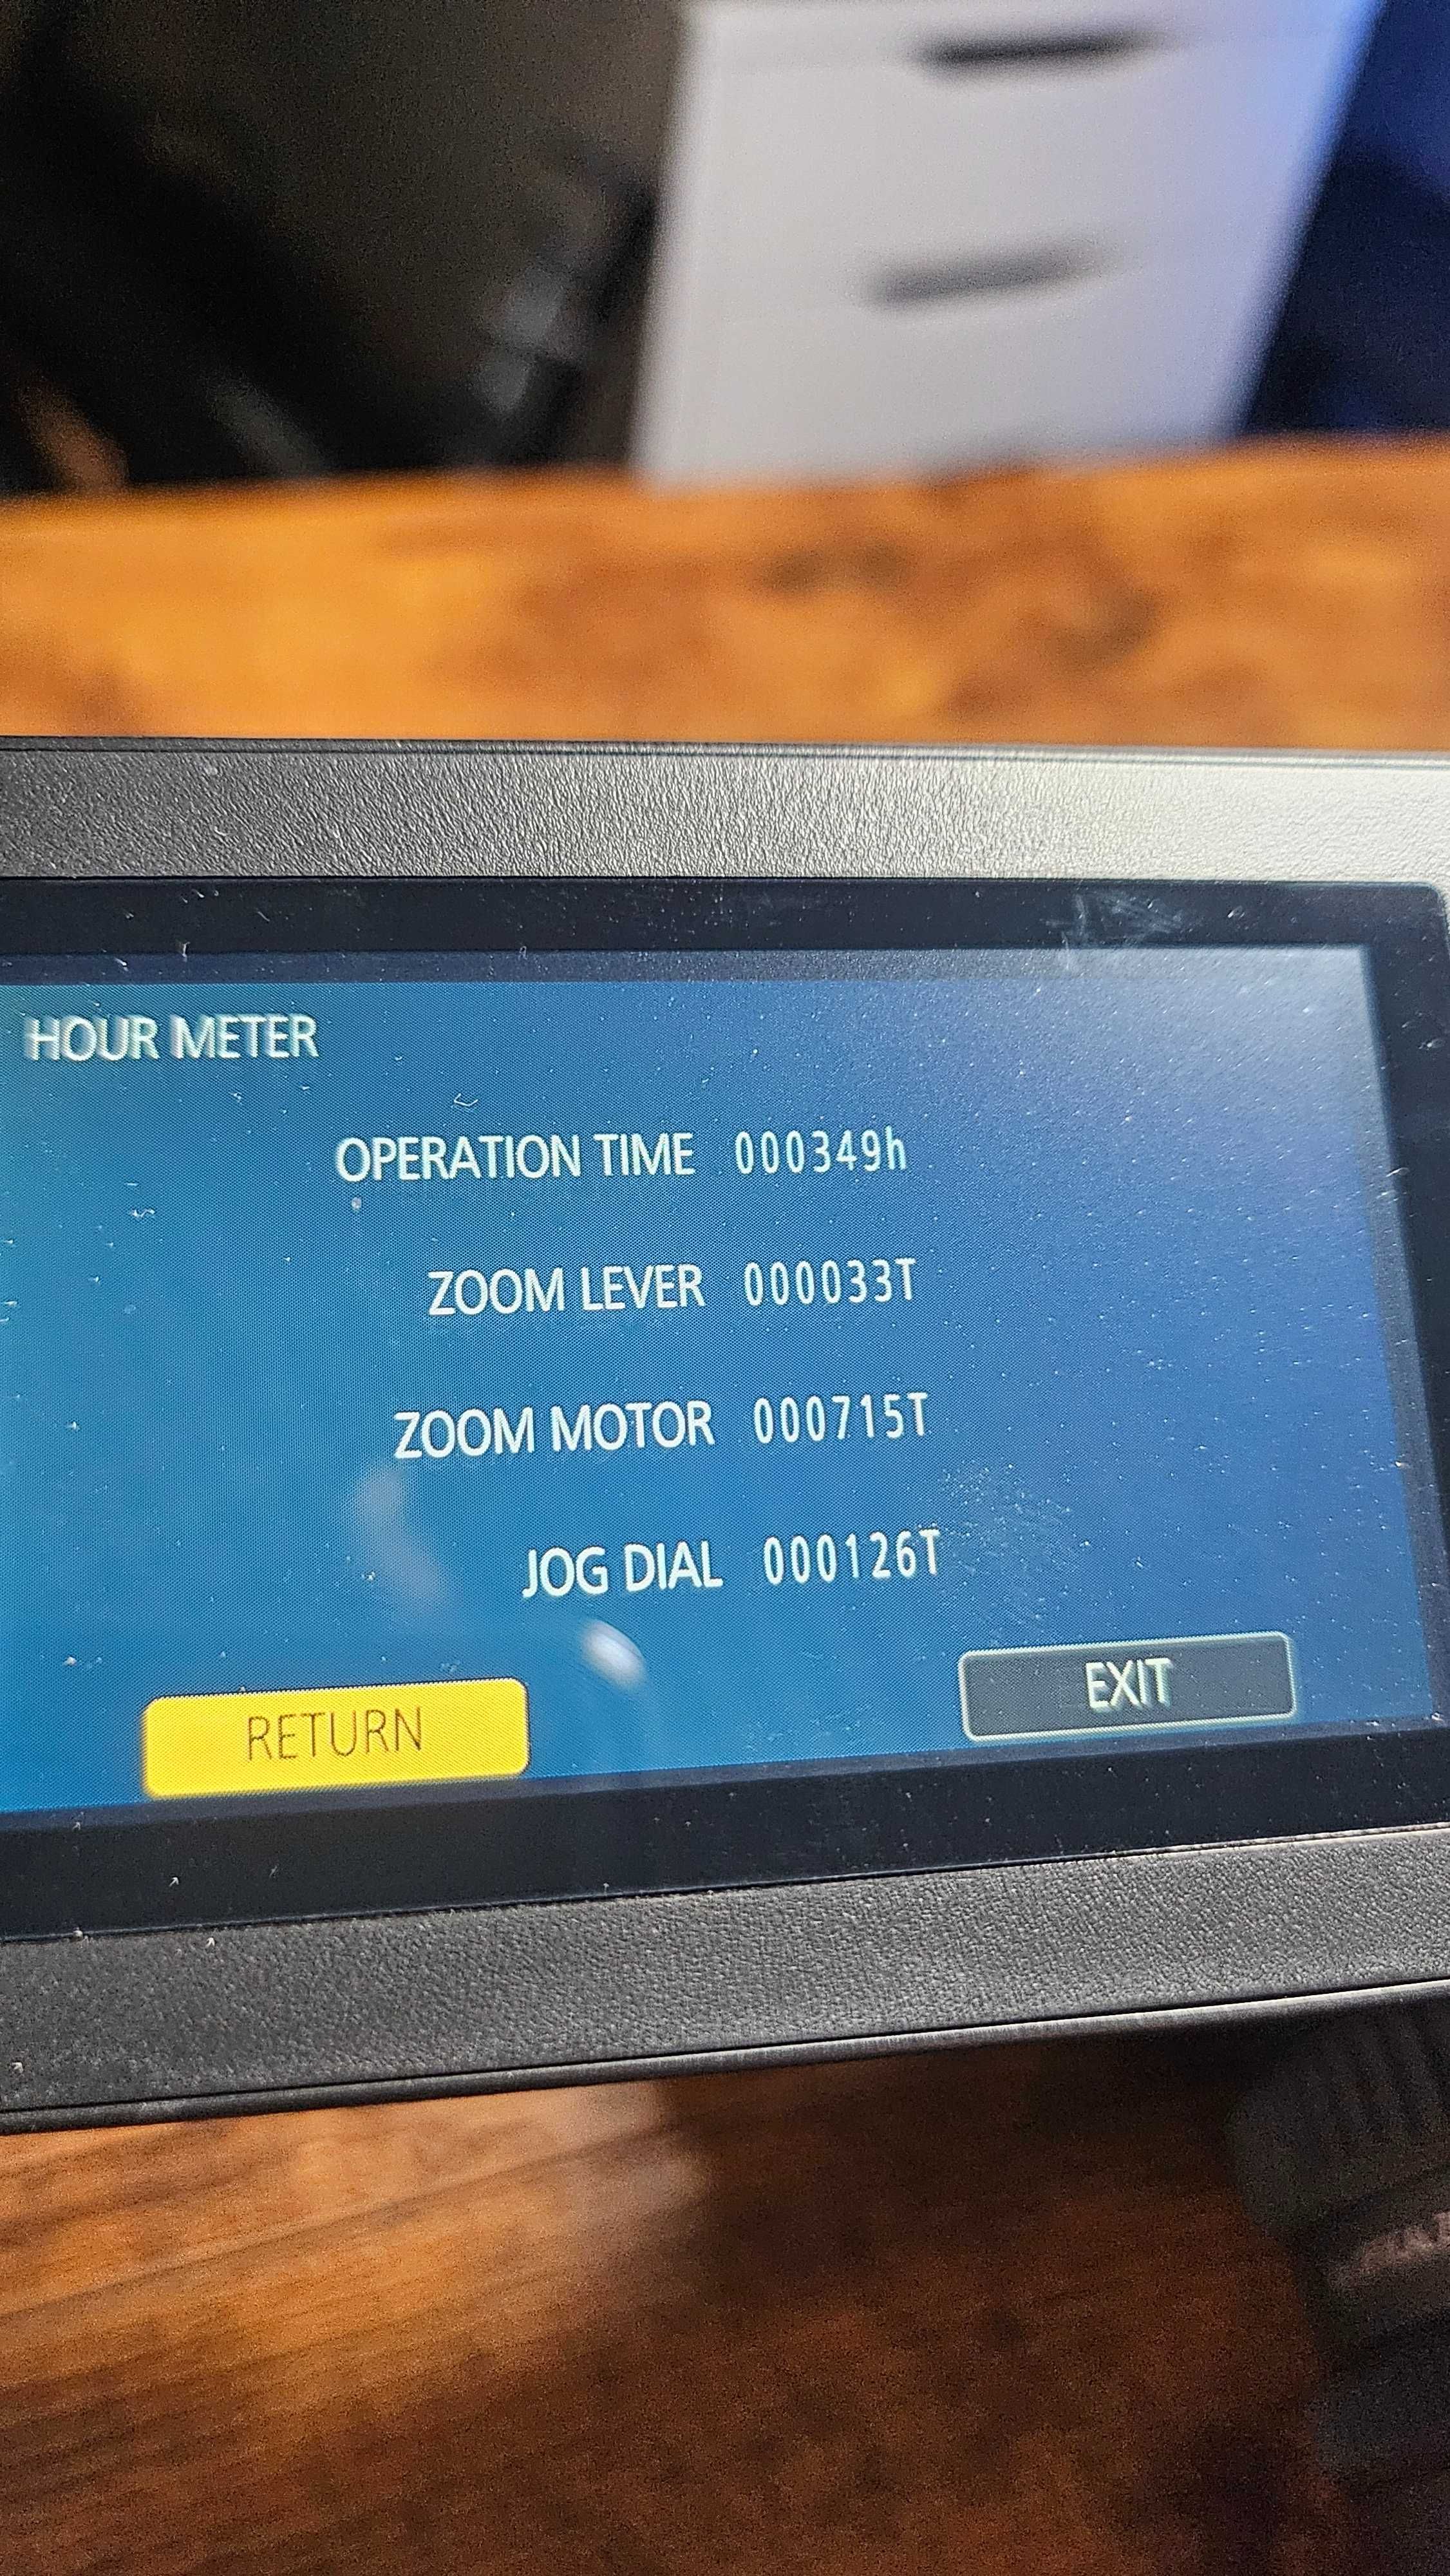 HOUR METER
OPERATION TIME 000349h
ZOOM LEVER 000033T
ZOOM MOTOR 000715T
JOG DIAL 000126T
RETURN
EXIT